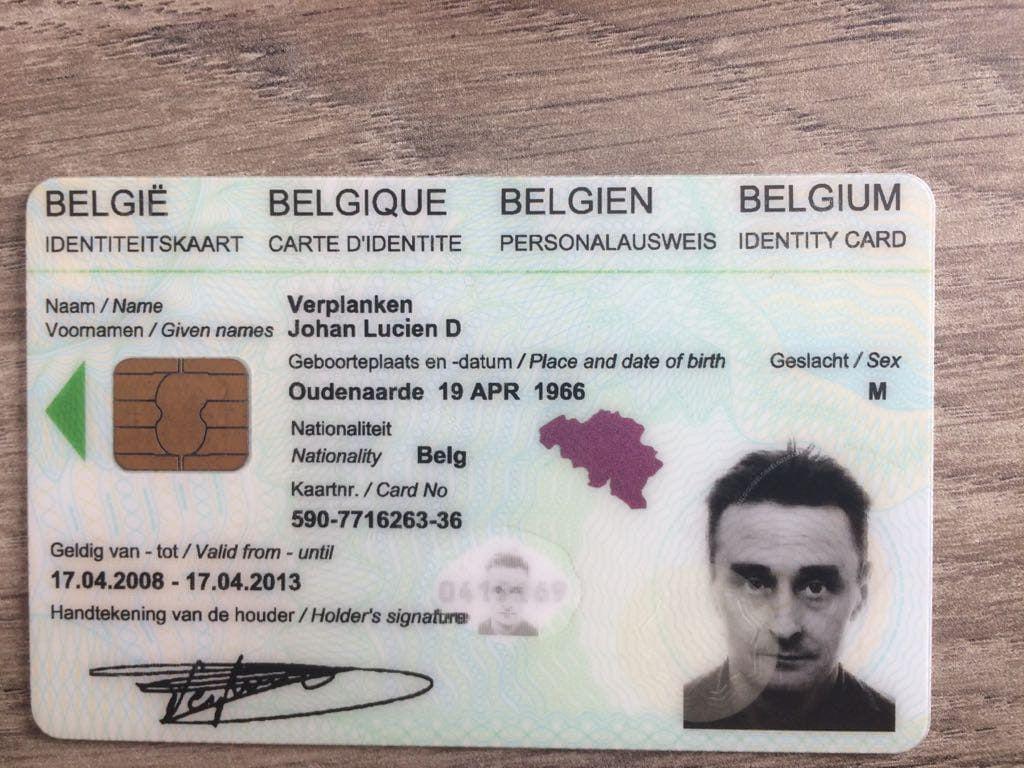 BELGIË BELGIQUE BELGIEN BELGIUM
IDENTITEITSKAART CARTE D'IDENTITE PERSONALAUSWEIS IDENTITY CARD
Naam / Name Verplanken
Voornamen / Given names Johan Lucien D
Geboorteplaats en -datum / Place and date of birth Geslacht / Sex
Oudenaarde 19 APR 1966 M
Nationaliteit
Nationality Belg
Kaartnr. / Card No
590-7716263-36
Geldig van - tot / Valid from - until
17.04.2008 - 17.04.2013
Handtekening van de houder / Holder's signature